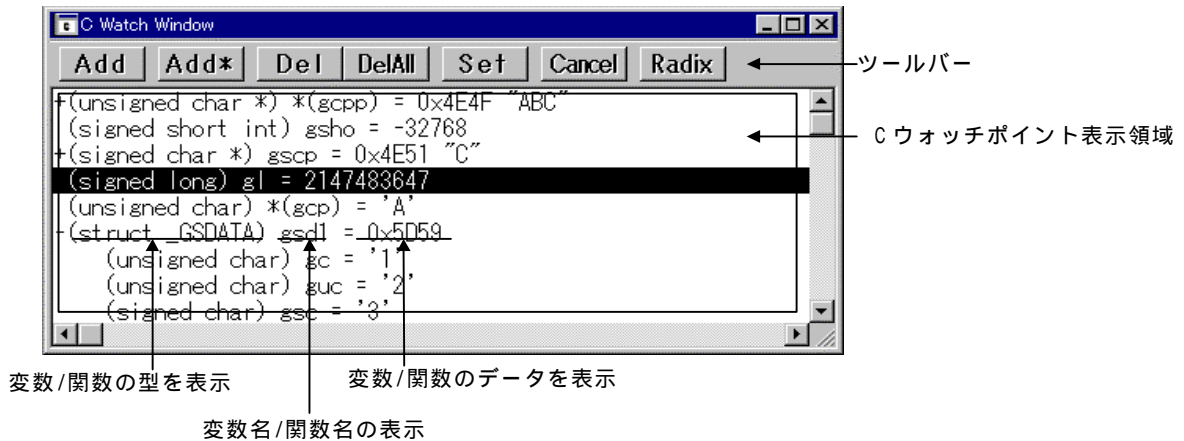 C Watch Window
Add Add* Del DelAll Set Cancel Radix
ツールバー
+(unsigned char *) *(gcpp) = 0x4E4F "ABC"
(signed short int) gsho = -32768
Cウォッチポイント表示領域
+(signed char *) gscp = 0x4E51 "C"
(signed long) gl = 2147483647
(unsigned char) *(gcp) = 'A'
-(struct _GSDATA) gsd1 = 0x5D59
(unsigned char) gc = '1'
(unsigned char) guc = '2'
(signed char) gsc = '3'
変数/関数の型を表示
変数/関数のデータを表示
変数名/関数名の表示